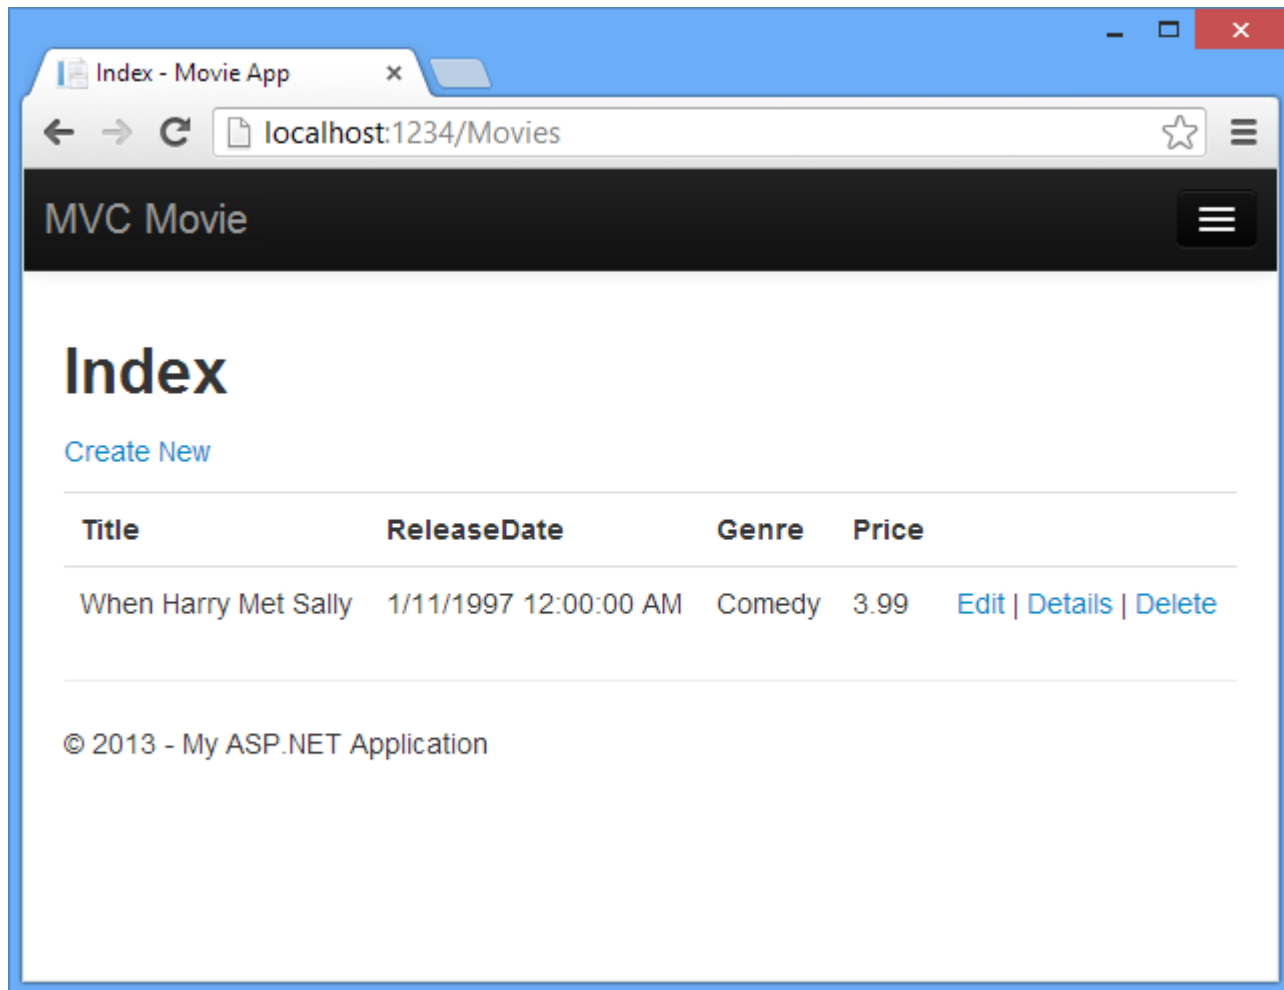 Index - Movie App
localhost:1234/Movies
MVC Movie
Index
Create New
Title ReleaseDate Genre Price
When Harry Met Sally 1/11/1997 12:00:00 AM Comedy 3.99 Edit | Details | Delete
© 2013 - My ASP.NET Application